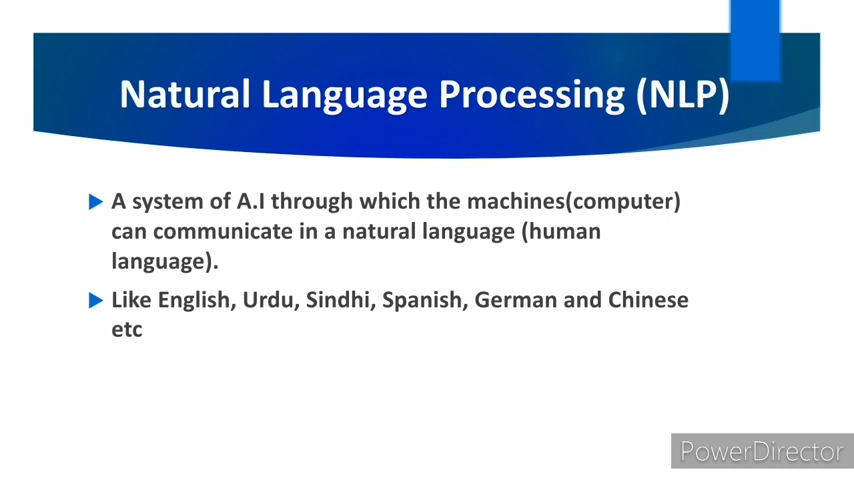 Natural Language Processing (NLP)
A system of A.I through which the machines(computer)
can communicate in a natural language (human
language).
Like English, Urdu, Sindhi, Spanish, German and Chinese
etc
PowerDirector